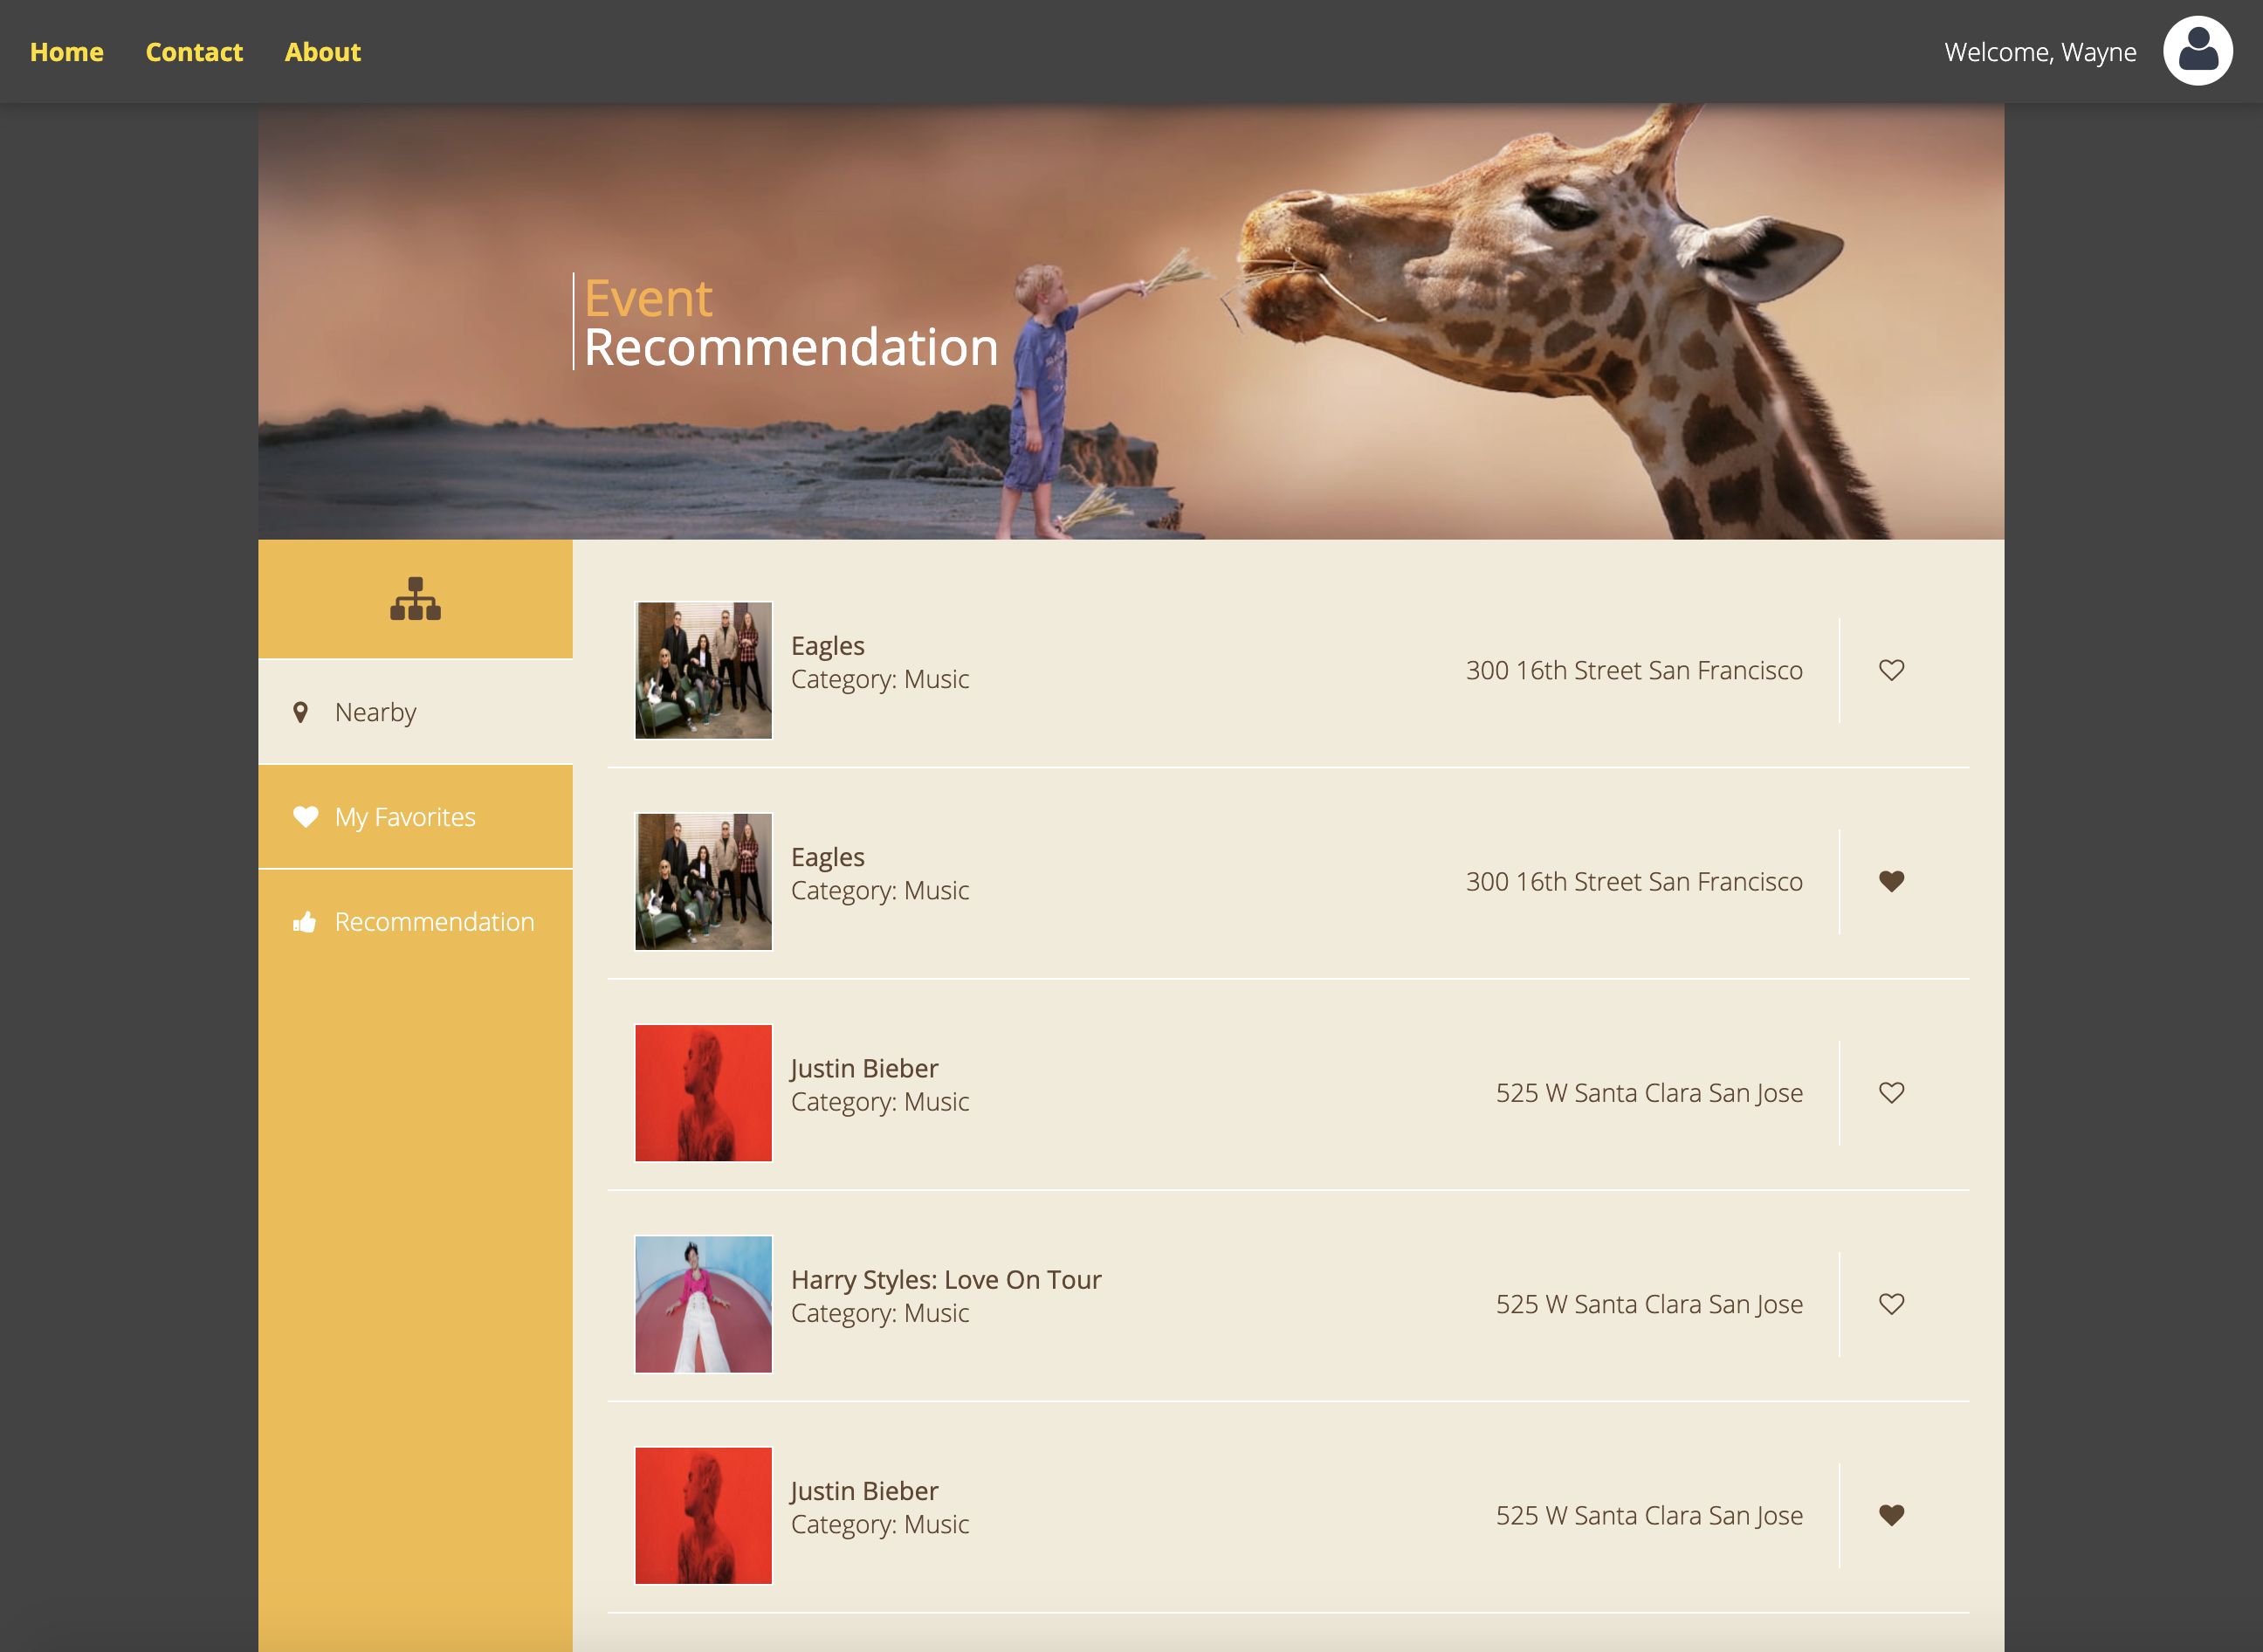 Home Contact About Welcome, Wayne
Event
Recommendation
Nearby
My Favorites
Recommendation
Eagles
Category: Music
300 16th Street San Francisco
Eagles
Category: Music
300 16th Street San Francisco
Justin Bieber
Category: Music
525 W Santa Clara San Jose
Harry Styles: Love On Tour
Category: Music
525 W Santa Clara San Jose
Justin Bieber
Category: Music
525 W Santa Clara San Jose